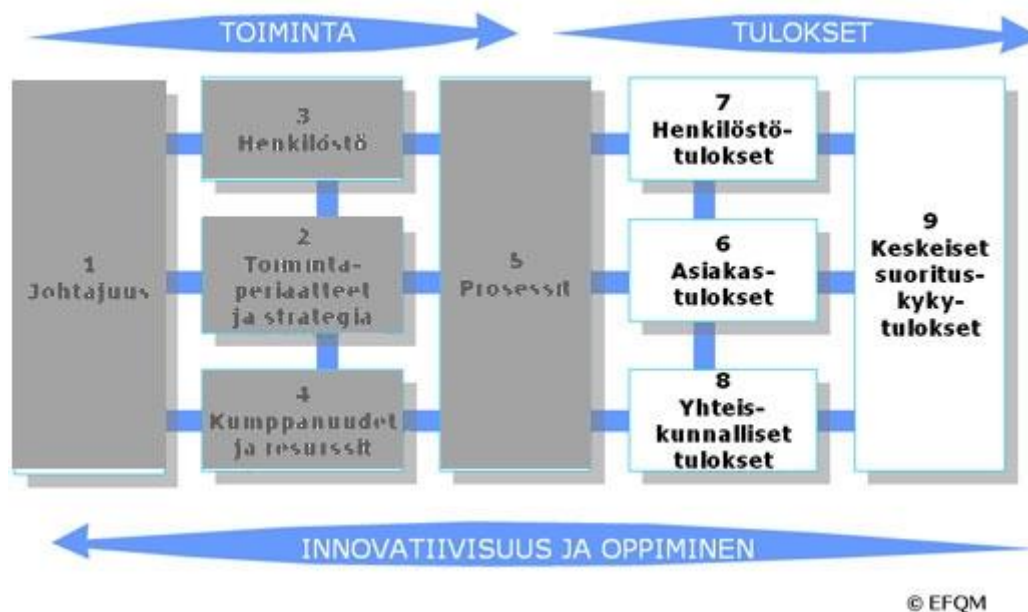 TOIMINTA
TULOKSET
1
Johtajuus
3
Henkilöstö
2
Toiminta-
periaatteet
ja strategia
4
Kumppanuudet
ja resurssit
5
Prosessit
7
Henkilöstö-
tulokset
6
Asiakas-
tulokset
8
Yhteis-
kunnalliset
tulokset
9
Keskeiset
suoritus-
kyky-
tulokset
INNOVATIIVISUUS JA OPPIMINEN
© EFQM